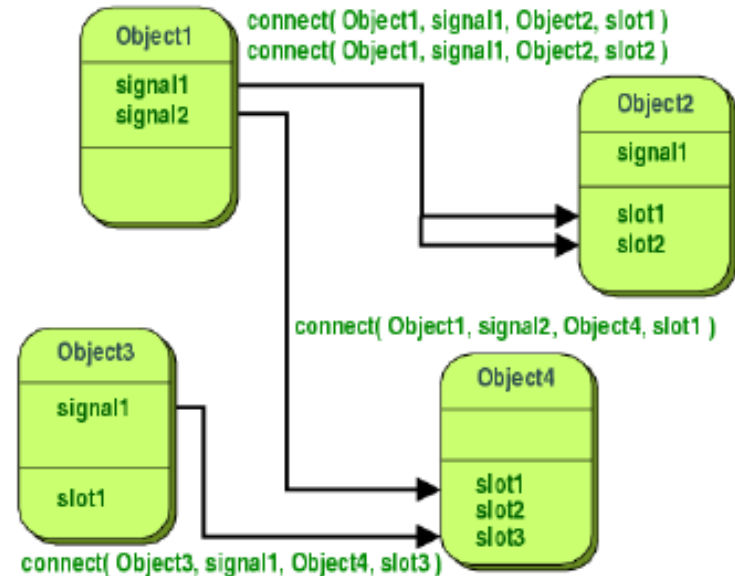 Object1
signal1
signal2
connect( Object1, signal1, Object2, slot1 )
connect( Object1, signal1, Object2, slot2 )
Object2
signal1
slot1
slot2
connect( Object1, signal2, Object4, slot1 )
Object3
signal1
slot1
Object4
slot1
slot2
slot3
connect( Object3, signal1, Object4, slot3 )